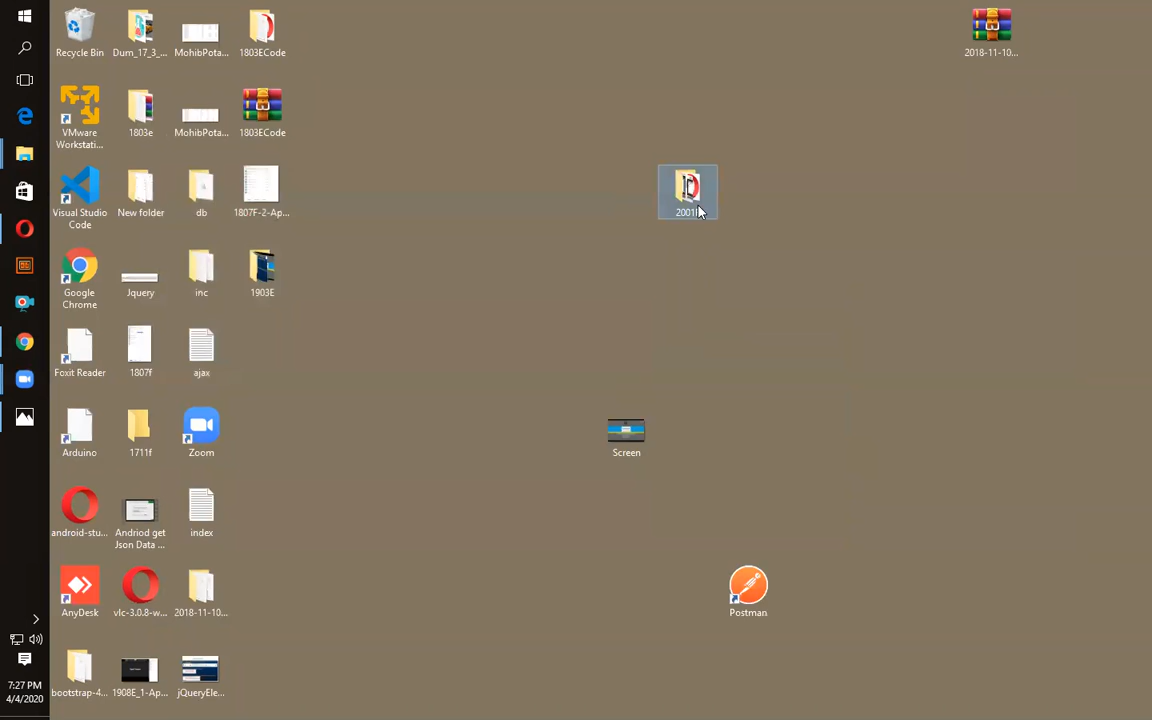 Recycle Bin
Dum_17_3_...
MohibPota...
1803ECode
2018-11-10...
VMware
Workstati...
1803e
MohibPota...
1803ECode
Visual Studio
Code
New folder
db
1807F-2-Ap...
Google
Chrome
Jquery
inc
1903E
Foxit Reader
1807f
ajax
Arduino
1711f
Zoom
Screen
android-stu...
Andriod get
Json Data ...
index
AnyDesk
vlc-3.0.8-w...
2018-11-10...
Postman
bootstrap-4...
1908E_1-Ap...
jQueryEle...
7:27 PM
4/4/2020